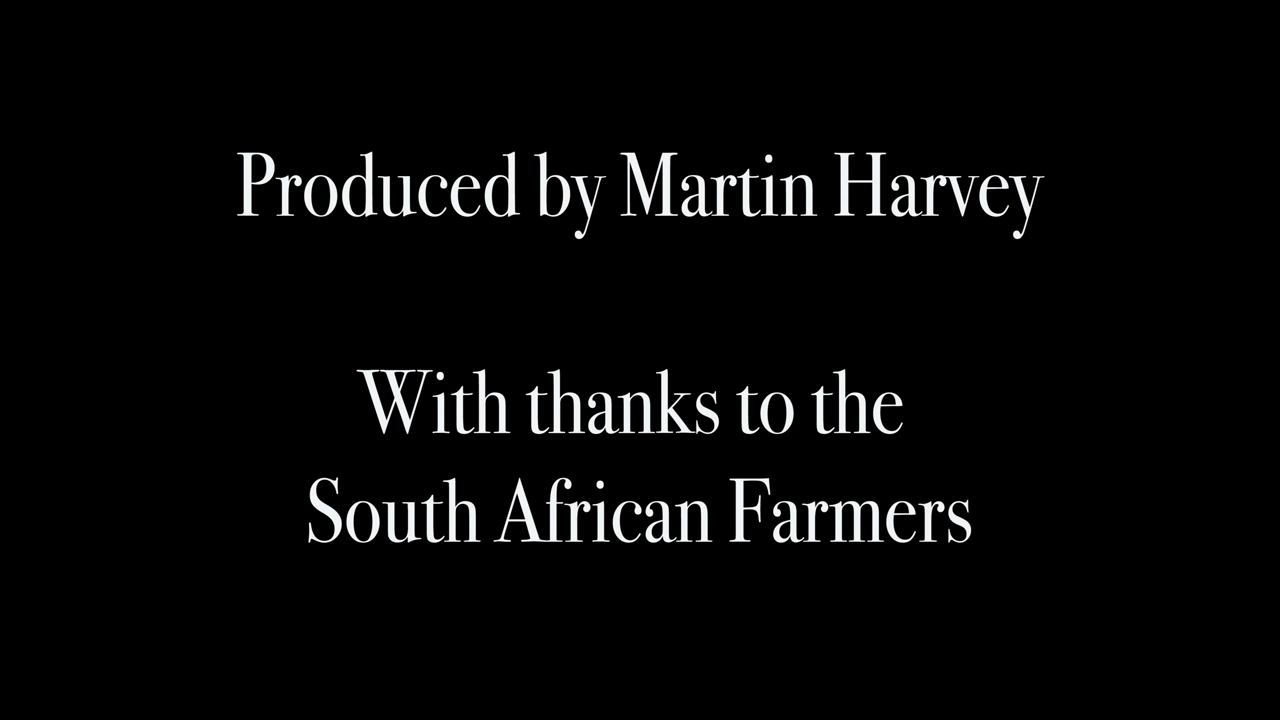 Produced by Martin Harvey
With thanks to the
South African Farmers